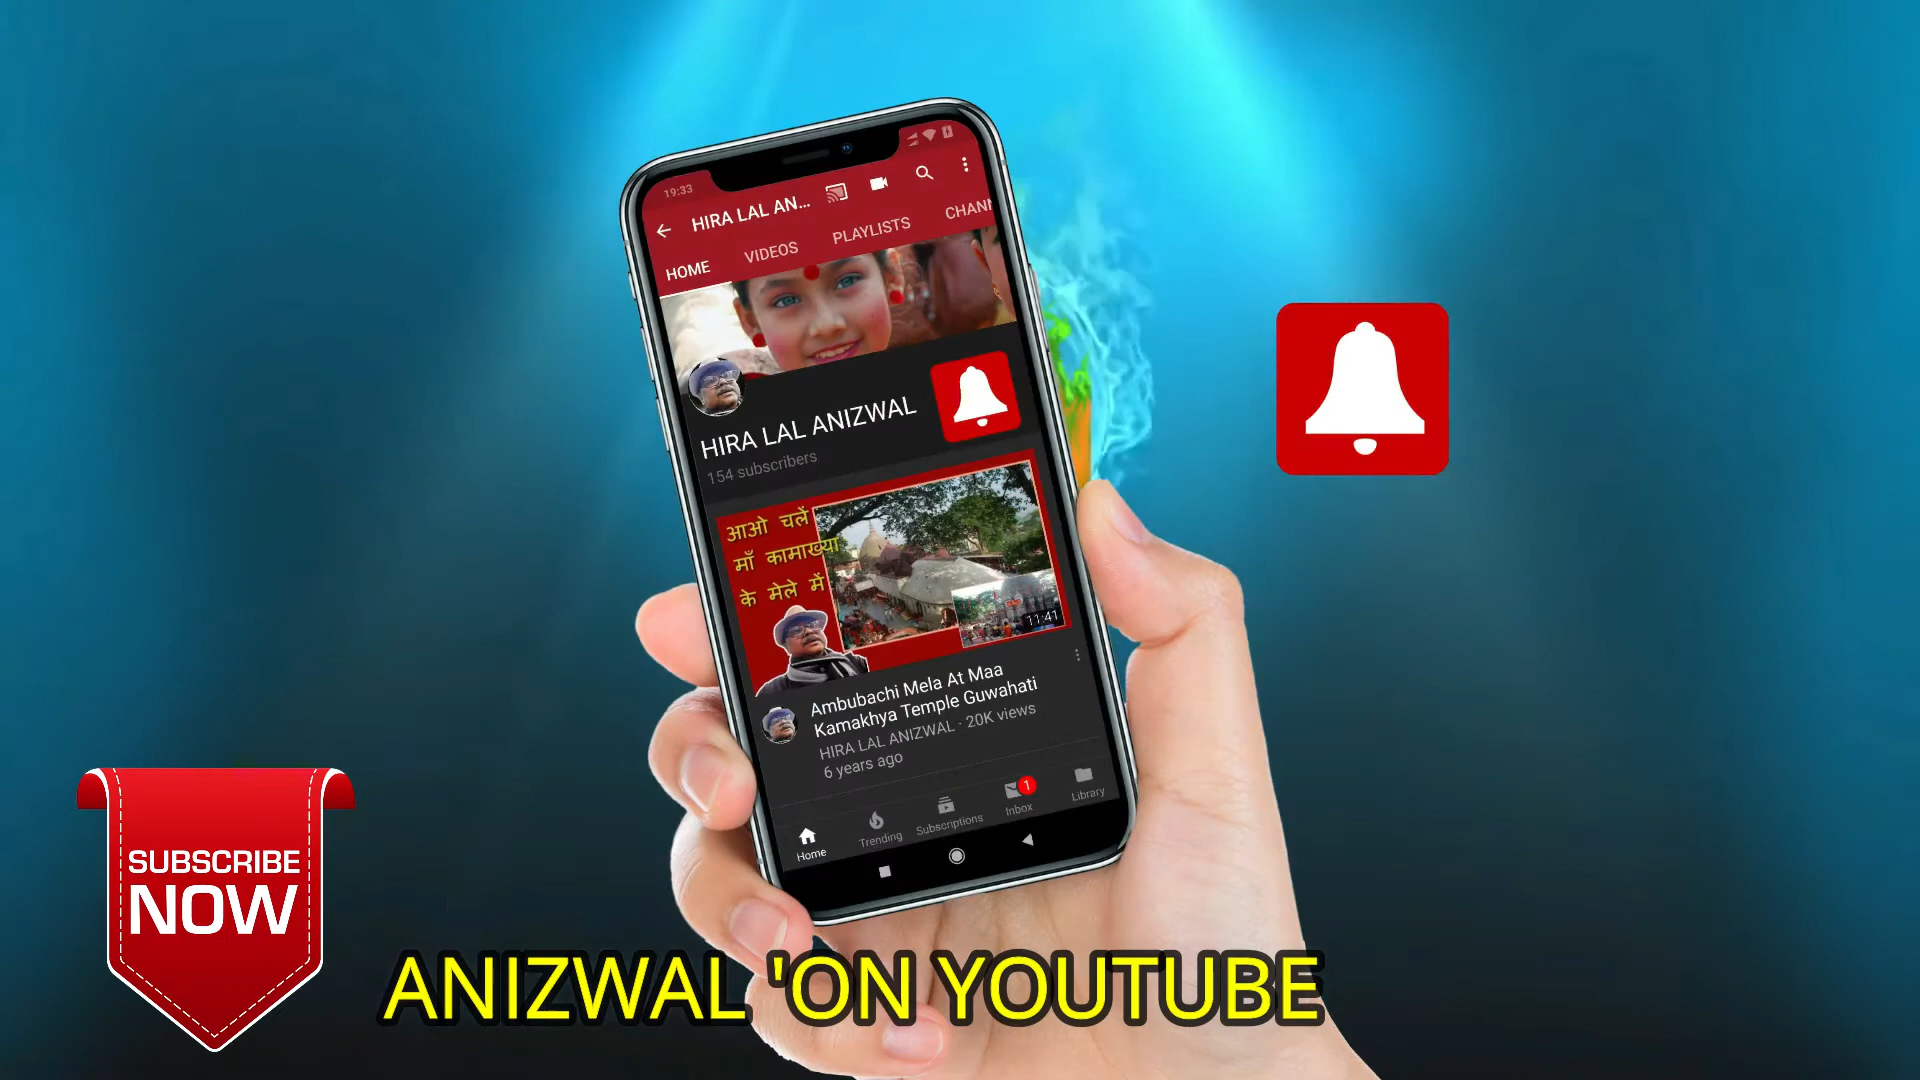 19:33
HIRA LAL AN...
HOME VIDEOS PLAYLISTS CHANN
HIRA LAL ANIZWAL
154 subscribers
आओ चलें
माँ कामाख्या
के मेले में
11:41
Ambubachi Mela At Maa
Kamakhya Temple Guwahati
HIRA LAL ANIZWAL · 20K views
6 years ago
Home Trending Subscriptions Inbox 1 Library
SUBSCRIBE
NOW
ANIZWAL 'ON YOUTUBE